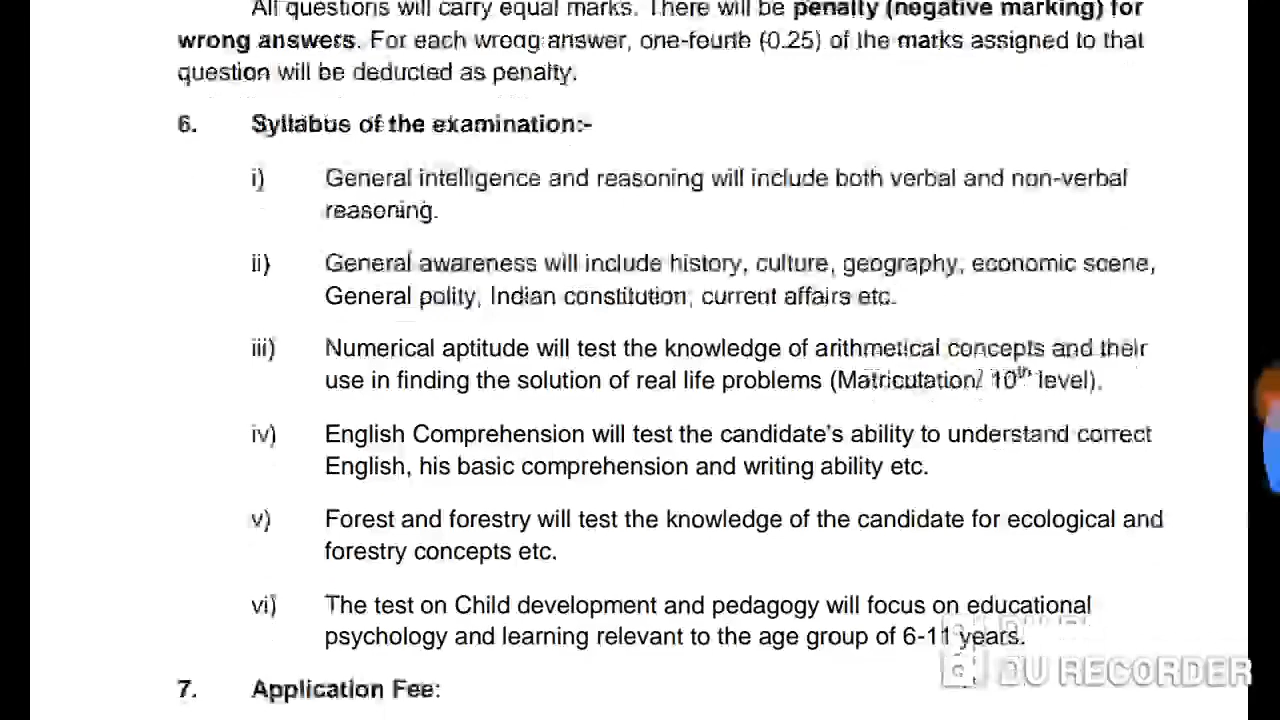 All questions will carry equal marks. There will be penalty (negative marking) for
wrong answers. For each wrong answer, one-fourth (0.25) of the marks assigned to that
question will be deducted as penalty.
6. Syllabus of the examination:-
i) General intelligence and reasoning will include both verbal and non-verbal
reasoning.
ii) General awareness will include history, culture, geography, economic scene,
General polity, Indian constitution, current affairs etc.
iii) Numerical aptitude will test the knowledge of arithmetical concepts and their
use in finding the solution of real life problems (Matriculation/ 10th level).
iv) English Comprehension will test the candidate's ability to understand correct
English, his basic comprehension and writing ability etc.
v) Forest and forestry will test the knowledge of the candidate for ecological and
forestry concepts etc.
vi) The test on Child development and pedagogy will focus on educational
psychology and learning relevant to the age group of 6-11 years.
DU RECORDER
7. Application Fee: